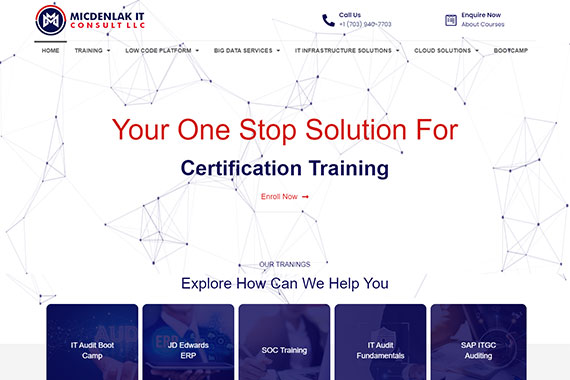 MICDENLAK IT
CONSULT LLC
Call Us
+1 (703) 940-7703
Enquire Now
About Courses
HOME TRAINING LOW CODE PLATFORM BIG DATA SERVICES IT INFRASTRUCTURE SOLUTIONS CLOUD SOLUTIONS BOOTCAMP
Your One Stop Solution For
Certification Training
Enroll Now
OUR TRANINGS
Explore How Can We Help You
IT Audit Boot
Camp
JD Edwards
ERP
SOC Training
IT Audit
Fundamentals
SAP ITGC
Auditing